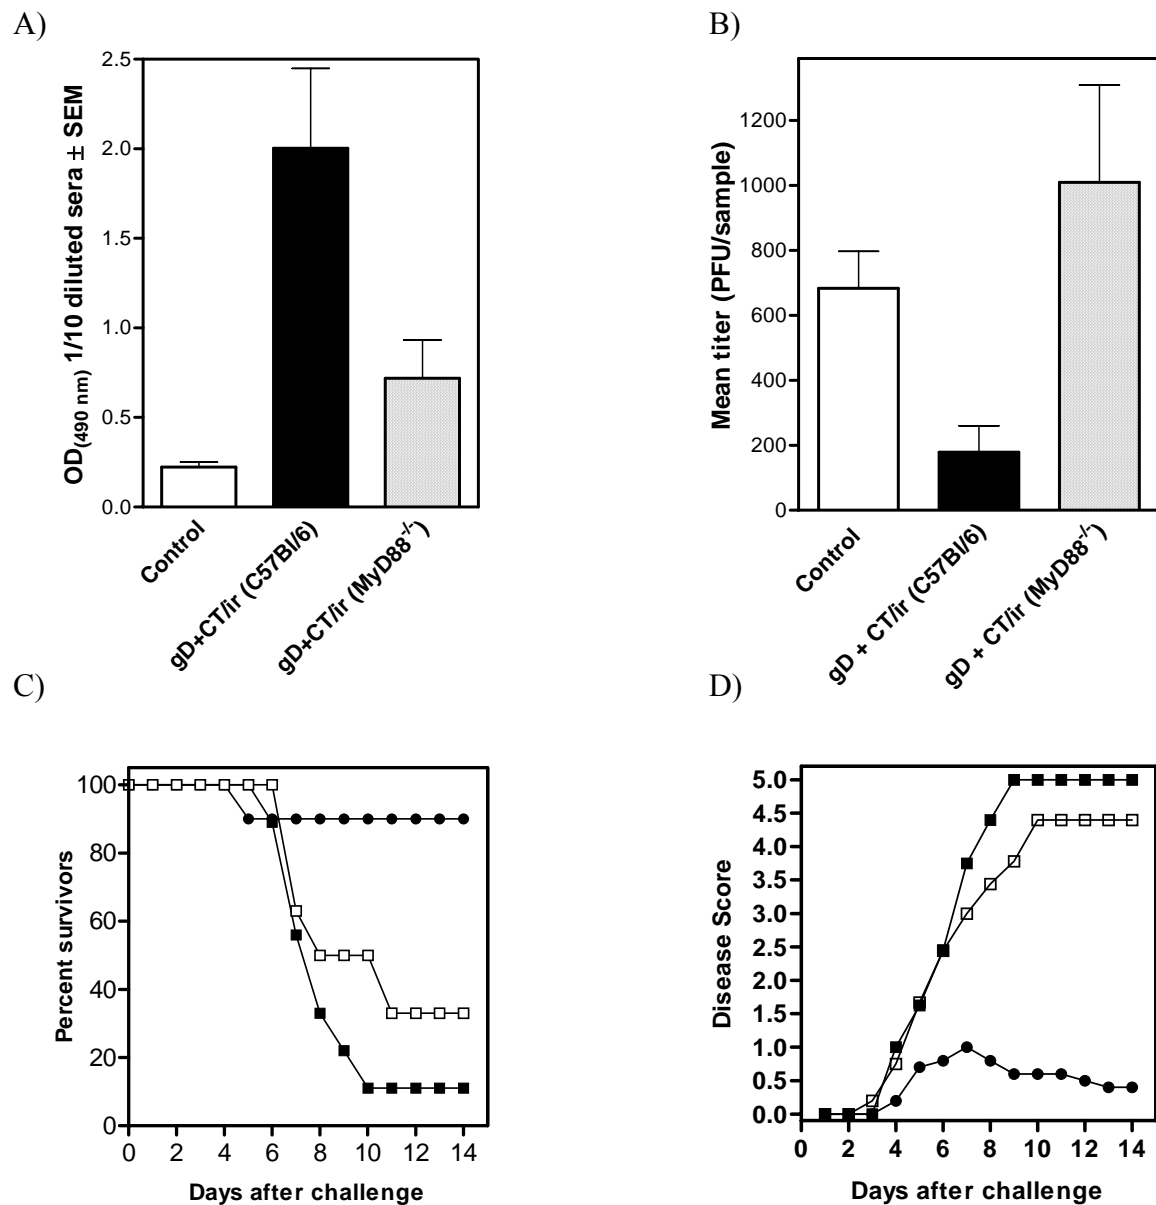 A)
OD(490 nm) 1/10 diluted sera ± SEM
2.5
2.0
1.5
1.0
0.5
0.0
Control
gD+CT/ir (C57Bl/6)
gD+CT/ir (MyD88-/-)
B)
Mean titer (PFU/sample)
1200
1000
800
600
400
200
0
Control
gD + CT/ir (C57Bl/6)
gD + CT/ir (MyD88-/-)
C)
Percent survivors
100
80
60
40
20
0
0 2 4 6 8 10 12 14
Days after challenge
D)
Disease Score
5.0
4.5
4.0
3.5
3.0
2.5
2.0
1.5
1.0
0.5
0.0
0 2 4 6 8 10 12 14
Days after challenge